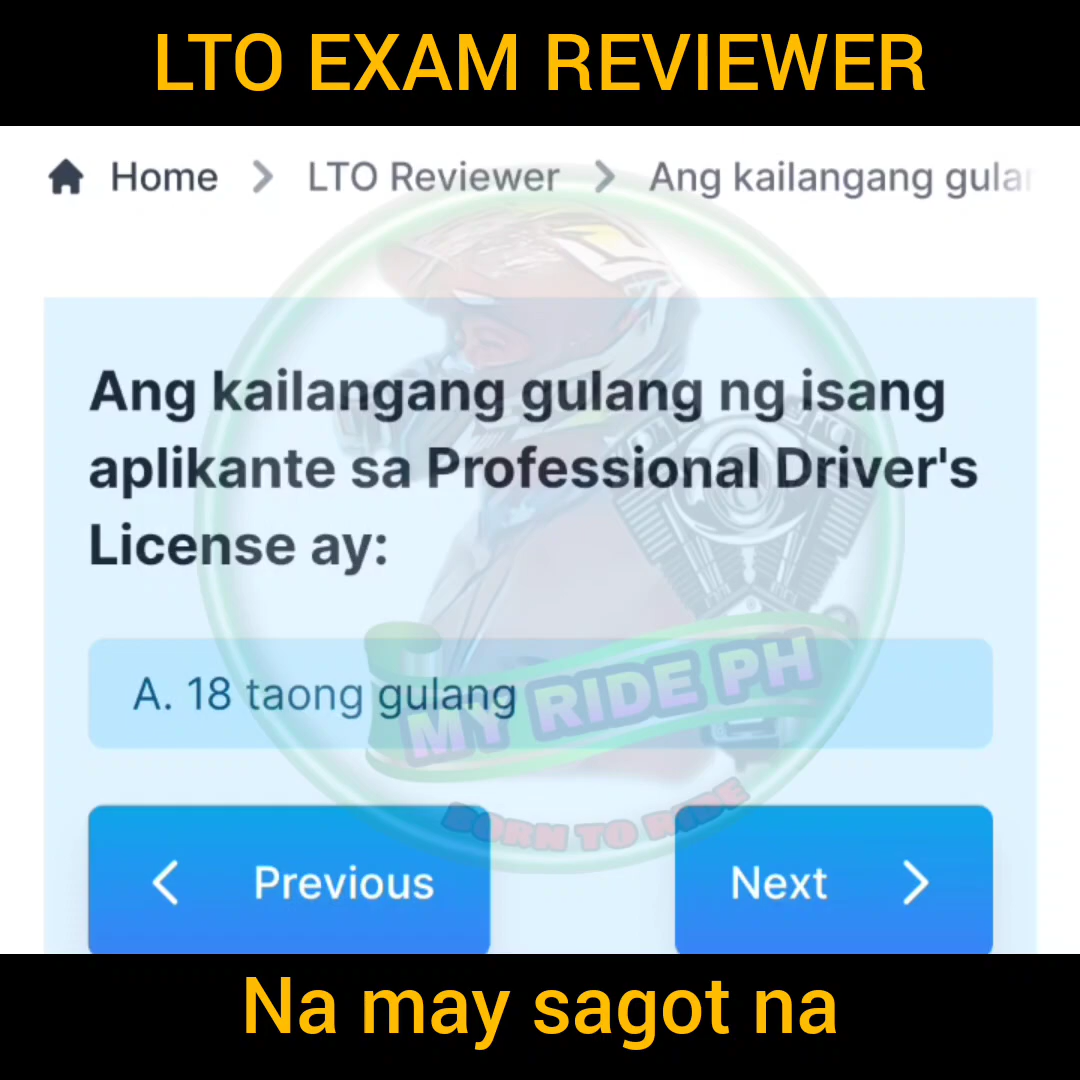 LTO EXAM REVIEWER
Home > LTO Reviewer > Ang kailangang gula
Ang kailangang gulang ng isang
aplikante sa Professional Driver's
License ay:
A. 18 taong gulang
MY RIDE PH
BORN TO RIDE
Previous
Next
Na may sagot na